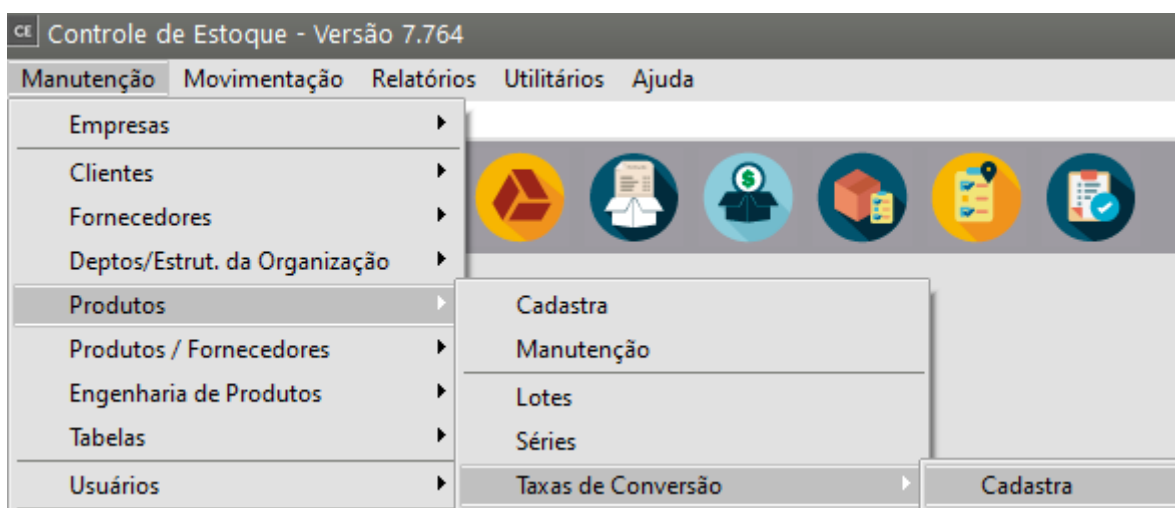 CE Controle de Estoque - Versão 7.764
Manutenção Movimentação Relatórios Utilitários Ajuda
Empresas
Clientes
Fornecedores
Deptos/Estrut. da Organização
Produtos
Cadastra
Produtos / Fornecedores
Manutenção
Engenharia de Produtos
Lotes
Tabelas
Séries
Usuários
Taxas de Conversão
Cadastra